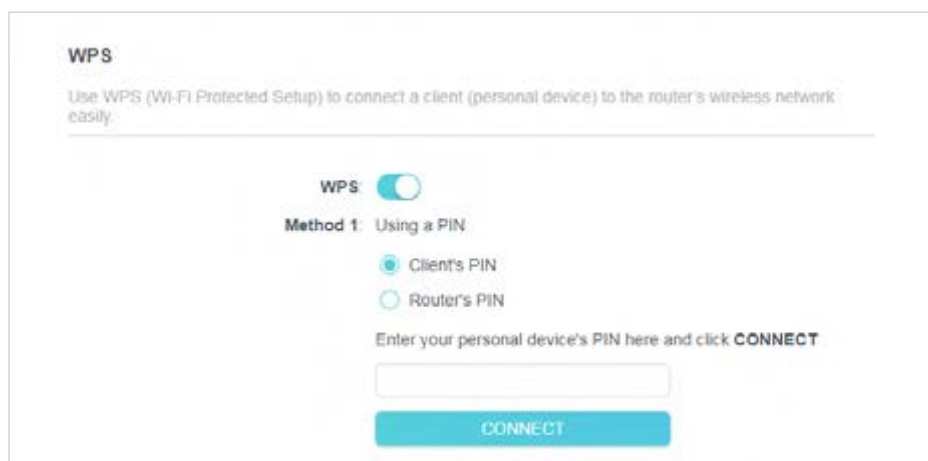 WPS
Use WPS (Wi-Fi Protected Setup) to connect a client (personal device) to the router's wireless network
easily.
WPS:
Method 1: Using a PIN
Client's PIN
Router's PIN
Enter your personal device's PIN here and click CONNECT
CONNECT